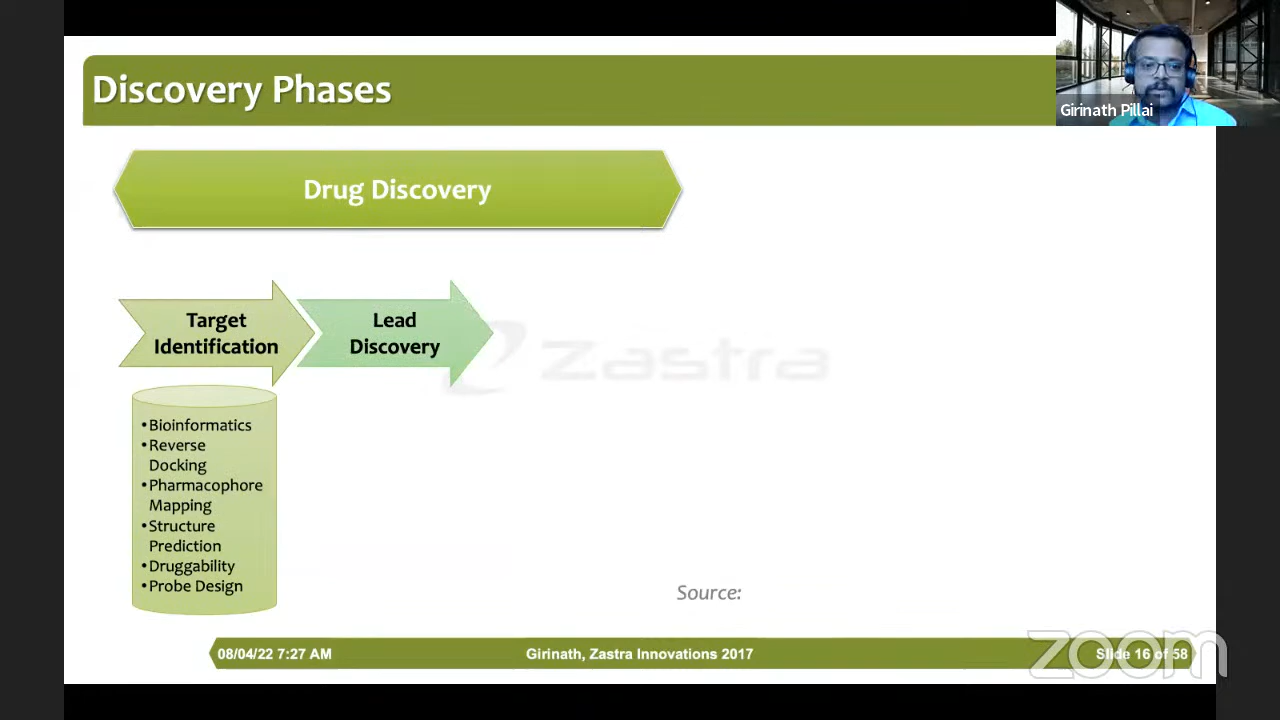 Discovery Phases
Girinath Pillai
Drug Discovery
Target
Identification
Lead
Discovery
zastra
•Bioinformatics
•Reverse
Docking
•Pharmacophore
Mapping
•Structure
Prediction
•Druggability
•Probe Design
Source:
08/04/22 7:27 AM
Girinath, Zastra Innovations 2017
Slide 16 of 58
zoom